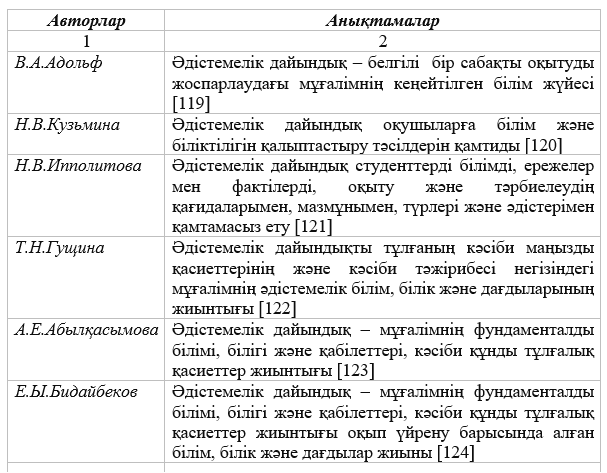 Авторлар Анықтамалар
1 2
В.А.Адольф Әдістемелік дайындық – белгілі бір сабақты оқытуды
жоспарлаудағы мұғалімнің кеңейтілген білім жүйесі
[119]
Н.В.Кузьмина Әдістемелік дайындық оқушыларға білім және
біліктілігін қалыптастыру тәсілдерін қамтиды [120]
Н.В.Ипполитова Әдістемелік дайындық студенттерді білімді, ережелер
мен фактілерді, оқыту және тәрбиелеудің
қағидаларымен, мазмұнымен, түрлері және әдістерімен
қамтамасыз ету [121]
Т.Н.Гущина Әдістемелік дайындықты тұлғаның кәсіби маңызды
қасиеттерінің және кәсіби тәжірибесі негізіндегі
мұғалімнің әдістемелік білім, білік және дағдыларының
жиынтығы [122]
А.Е.Абылқасымова Әдістемелік дайындық – мұғалімнің фундаменталды
білімі, білігі және қабілеттері, кәсіби құнды тұлғалық
қасиеттер жиынтығы [123]
Е.Ы.Бидайбеков Әдістемелік дайындық – мұғалімнің фундаменталды
білімі, білігі және қабілеттері, кәсіби құнды тұлғалық
қасиеттер жиынтығы оқып үйрену барысында алған
білім, білік және дағдылар жиыны [124]